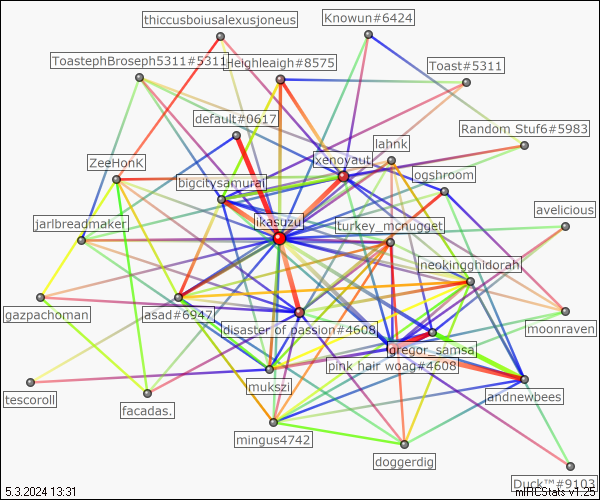 thiccusboiusalexusjoneus
Knowun#6424
ToastephBroseph5311#5311
Heighleaigh#8575
Toast#5311
default#0617
Random Stuf6#5983
lahnk
ZeeHonK
xenoyaut
ogshroom
bigcitysamurai
jarlbreadmaker
ikasuzu
turkey_mcnugget
avelicious
neokingghidorah
gazpachoman
asad#6947
disaster of passion#4608
moonraven
gregor_samsa
pink hair woag#4608
tescoroll
mukszi
andnewbees
facadas.
mingus4742
doggerdig
Duck™#9103
5.3.2024 13:31
mIRCStats v1.25